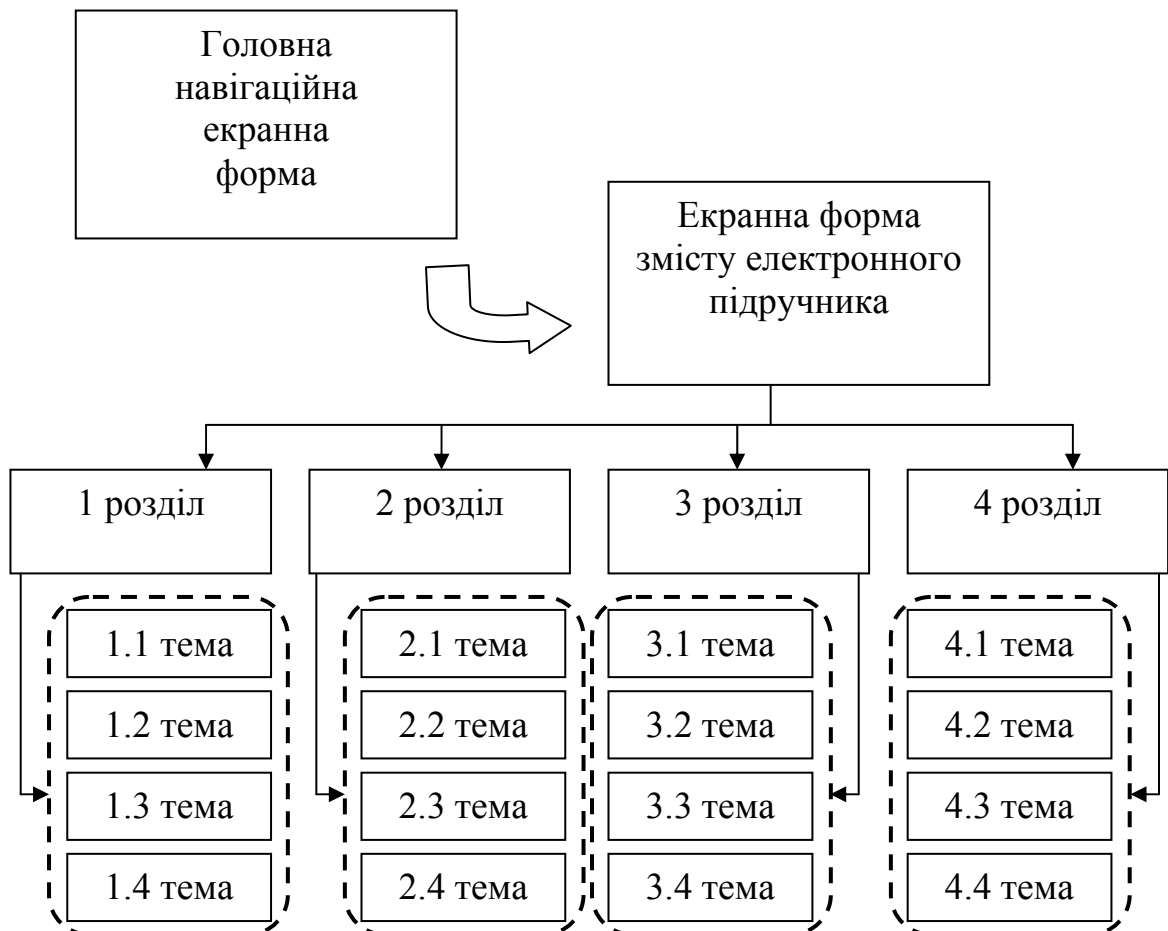 Головна
навігаційна
екранна
форма
Екранна форма
змісту електронного
підручника
1 розділ
2 розділ
3 розділ
4 розділ
1.1 тема
2.1 тема
3.1 тема
4.1 тема
1.2 тема
2.2 тема
3.2 тема
4.2 тема
1.3 тема
2.3 тема
3.3 тема
4.3 тема
1.4 тема
2.4 тема
3.4 тема
4.4 тема